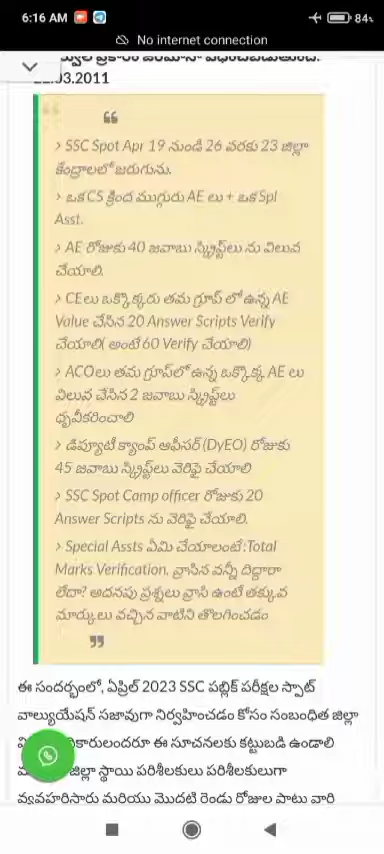 6:16 AM
84%
No internet connection
22.03.2011
> SSC Spot Apr 19 నుండి 26 వరకు 23 జిల్లా
కేంద్రాలలో జరుగును.
> ఒక CS క్రింద ముగ్గురు AE లు + ఒక Spl
Asst.
> AE రోజుకు 40 జవాబు స్క్రిప్ట్‌లు ను విలువ
చేయాలి.
> CEలు ఒక్కొక్కరు తమ గ్రూప్ లో ఉన్న AE
Value చేసిన 20 Answer Scripts Verify
చేయాలి( అంటే 60 Verify చేయాలి)
> ACOలు తమ గ్రూప్‌లో ఉన్న ఒక్కొక్క AE లు
విలువ చేసిన 2 జవాబు స్క్రిప్ట్‌లు
ధృవీకరించాలి
> డిప్యూటీ క్యాంప్ ఆఫీసర్ (DyEO) రోజుకు
45 జవాబు స్క్రిప్ట్‌లు వెరిఫై చేయాలి
> SSC Spot Camp officer రోజుకు 20
Answer Scripts ను వెరిఫై చేయాలి.
> Special Assts ఏమి చేయాలంటే:Total
Marks Verification, వ్రాసిన వన్నీ దిద్దారా
లేదా? అదనపు ప్రశ్నలు వ్రాసి ఉంటే తక్కువ
మార్కులు వచ్చిన వాటిని తొలగించడం
ఈ సందర్భంలో, ఏప్రిల్ 2023 SSC పబ్లిక్ పరీక్షల స్పాట్
వాల్యుయేషన్ సజావుగా నిర్వహించడం కోసం సంబంధిత జిల్లా
కారులందరూ ఈ సూచనలకు కట్టుబడి ఉండాలి
జిల్లా స్థాయి పరిశీలకులు పరిశీలకులుగా
వ్యవహరిస్తారు మరియు మొదటి రెండు రోజుల పాటు వారి